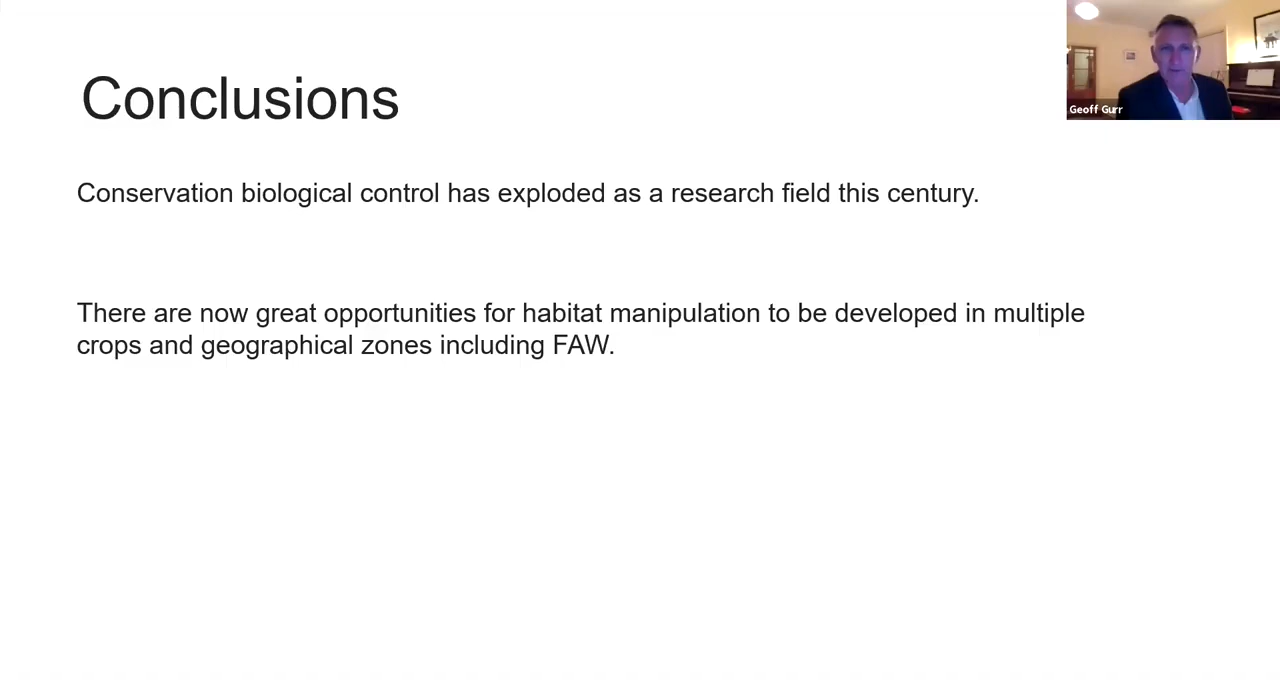 Conclusions
Geoff Gurr
Conservation biological control has exploded as a research field this century.
There are now great opportunities for habitat manipulation to be developed in multiple
crops and geographical zones including FAW.